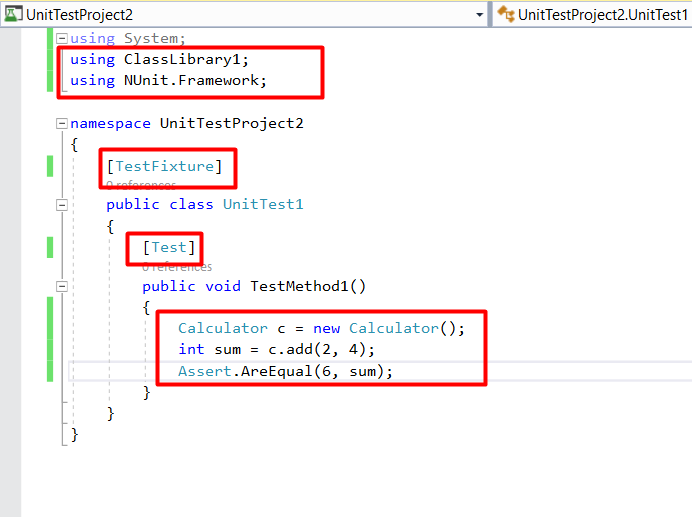 UnitTestProject2
UnitTestProject2.UnitTest1
using System;
using ClassLibrary1;
using NUnit.Framework;
namespace UnitTestProject2
{
[TestFixture]
0 references
public class UnitTest1
{
[Test]
0 references
public void TestMethod1()
{
Calculator c = new Calculator();
int sum = c.add(2, 4);
Assert.AreEqual(6, sum);
}
}
}